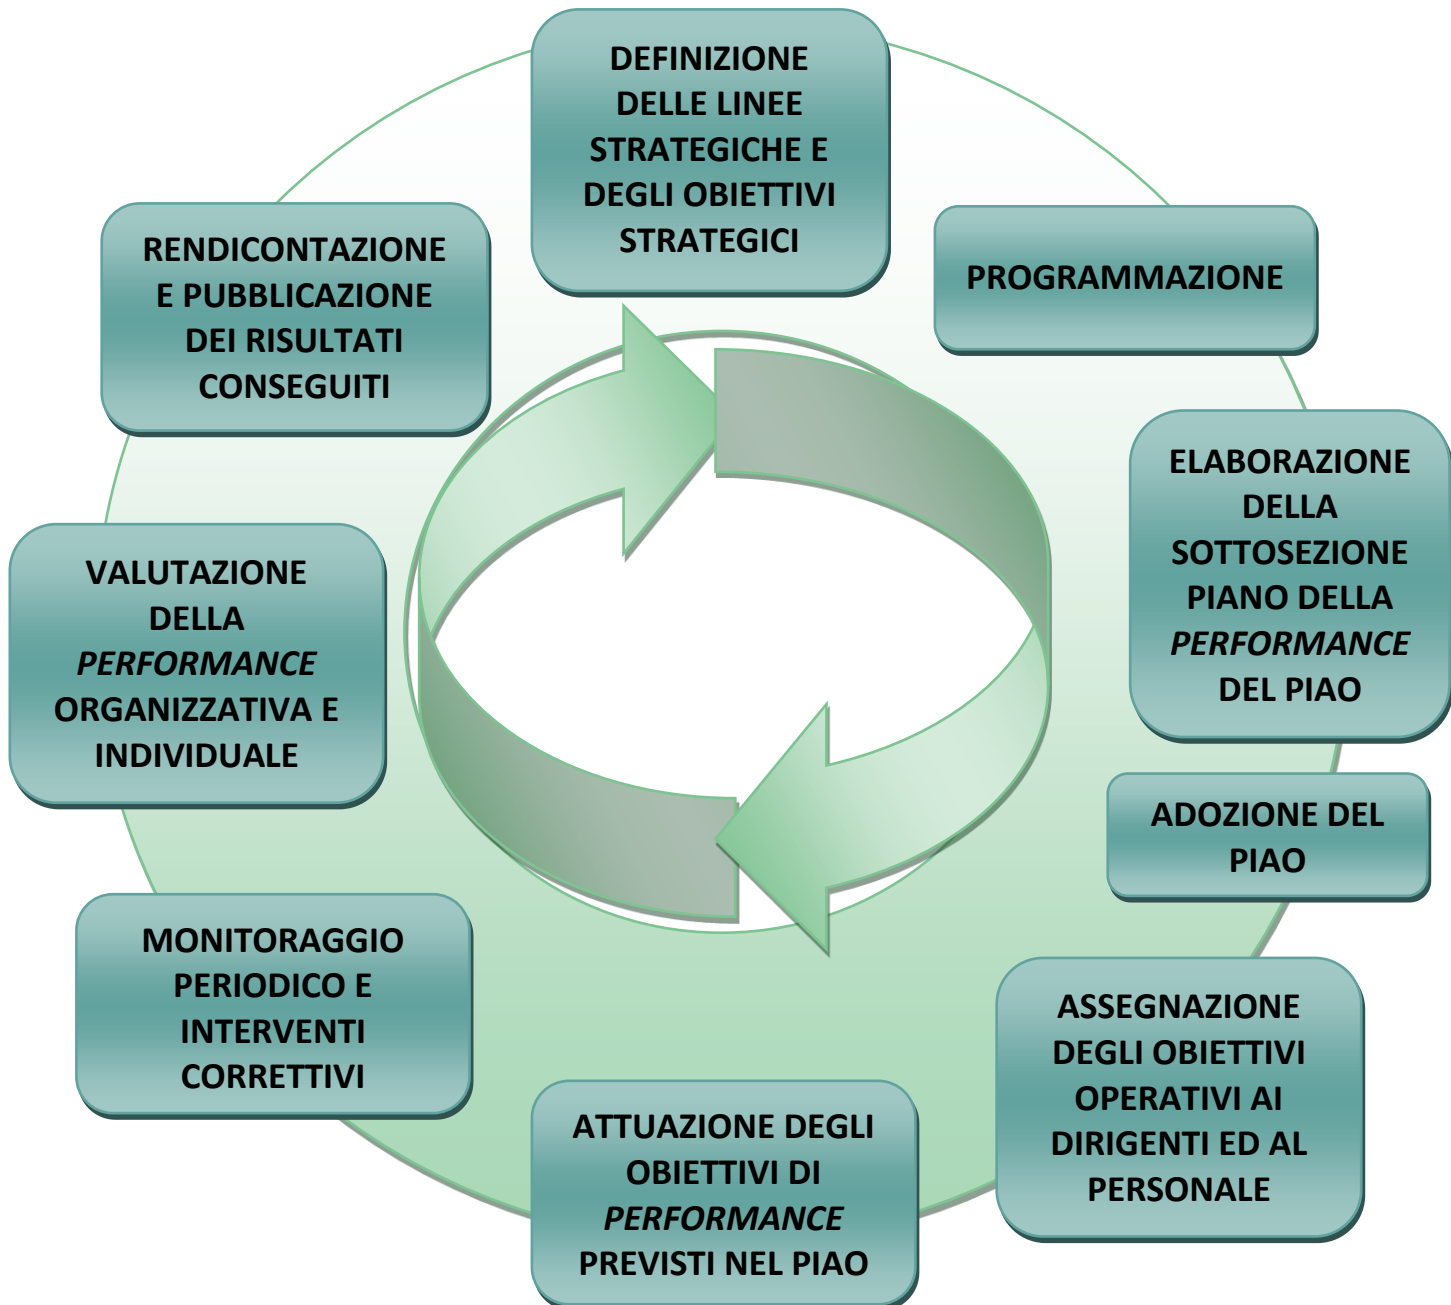 DEFINIZIONE
DELLE LINEE
STRATEGICHE E
DEGLI OBIETTIVI
STRATEGICI
PROGRAMMAZIONE
ELABORAZIONE
DELLA
SOTTOSEZIONE
PIANO DELLA
PERFORMANCE
DEL PIAO
ADOZIONE DEL
PIAO
ASSEGNAZIONE
DEGLI OBIETTIVI
OPERATIVI AI
DIRIGENTI ED AL
PERSONALE
ATTUAZIONE DEGLI
OBIETTIVI DI
PERFORMANCE
PREVISTI NEL PIAO
MONITORAGGIO
PERIODICO E
INTERVENTI
CORRETTIVI
VALUTAZIONE
DELLA
PERFORMANCE
ORGANIZZATIVA E
INDIVIDUALE
RENDICONTAZIONE
E PUBBLICAZIONE
DEI RISULTATI
CONSEGUITI